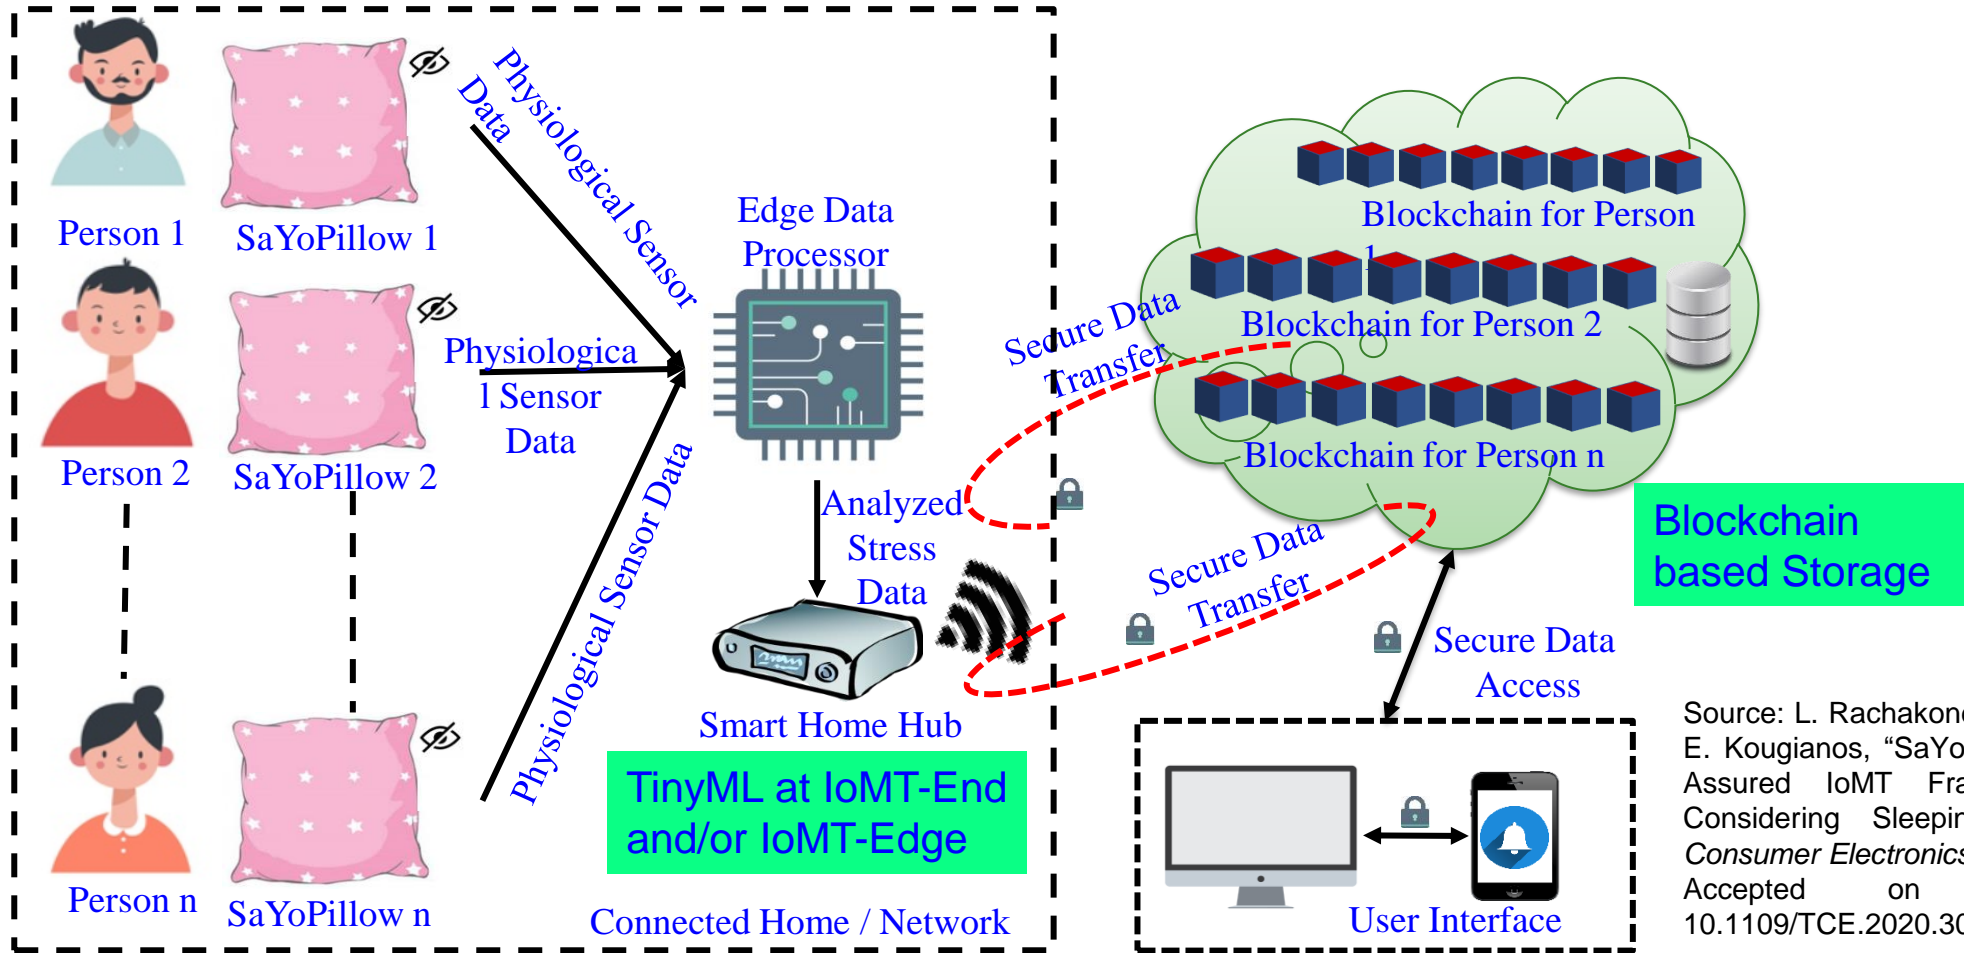 Physiological Sensor
Data
Person 1
SaYoPillow 1
Edge Data
Processor
Physiologica
l Sensor
Data
Person 2
SaYoPillow 2
Physiological Sensor Data
Analyzed
Stress
Data
Smart Home Hub
TinyML at IoMT-End
and/or IoMT-Edge
Person n
SaYoPillow n
Connected Home / Network
Secure Data
Transfer
Secure Data
Transfer
Blockchain for Person
1
Blockchain for Person 2
Blockchain for Person n
Blockchain
based Storage
Secure Data
Access
User Interface
Source: L. Rachakon
E. Kougianos, “SaYo
Assured IoMT Fra
Considering Sleepin
Consumer Electronics
Accepted on
10.1109/TCE.2020.30